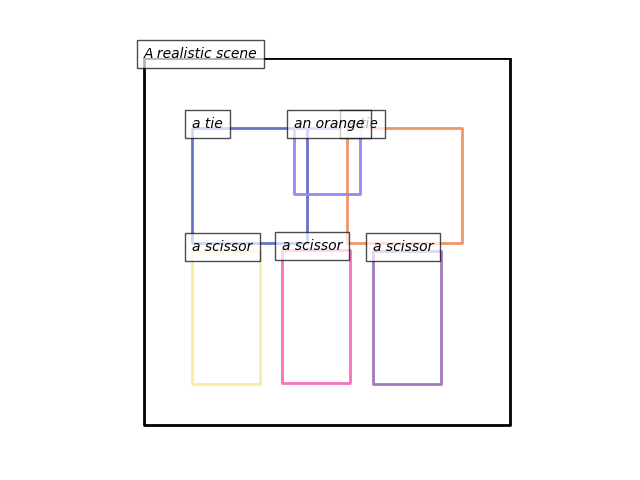 A realistic scene
a tie
an orange
tie
a scissor
a scissor
a scissor